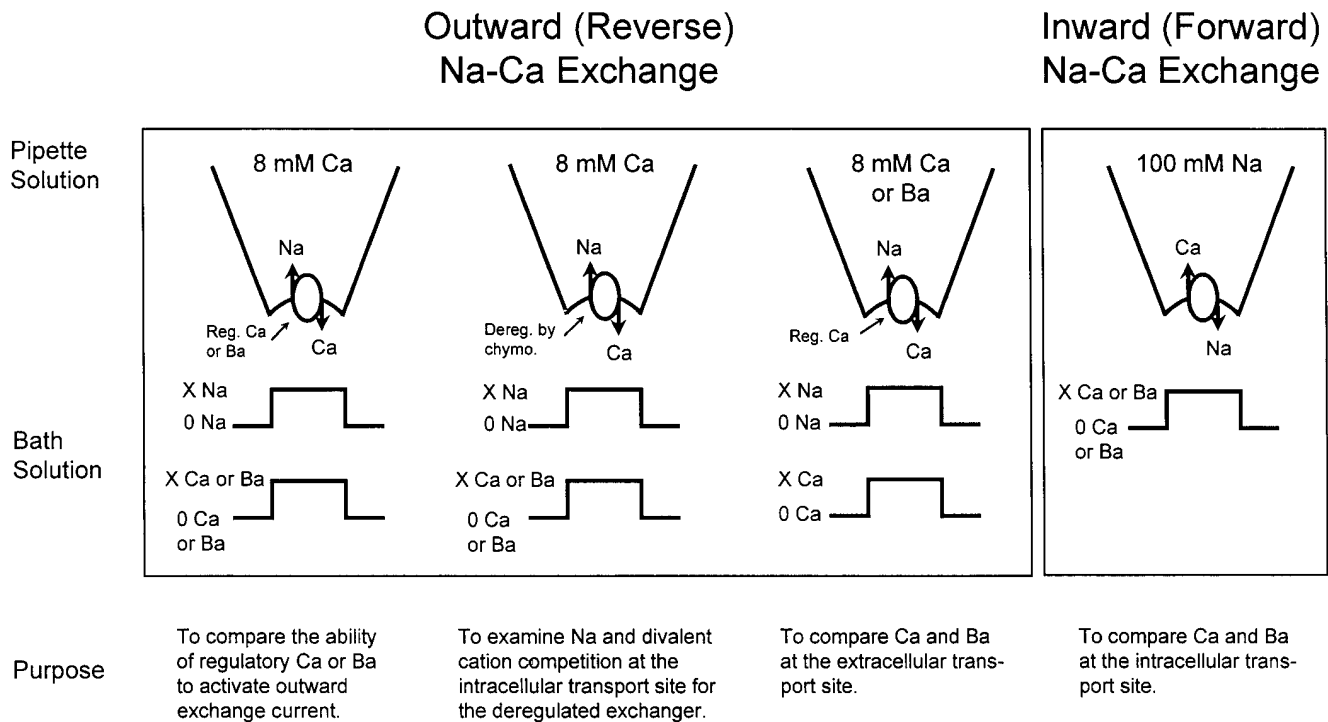 Outward (Reverse)
Na-Ca Exchange
Inward (Forward)
Na-Ca Exchange
Pipette
Solution
8 mM Ca
Na
Reg. Ca
or Ba
Ca
8 mM Ca
Na
Dereg. by
chymo.
Ca
8 mM Ca
or Ba
Na
Reg. Ca
Ca
100 mM Na
Ca
Na
Bath
Solution
X Na
0 Na
X Ca or Ba
0 Ca
or Ba
X Na
0 Na
X Ca or Ba
0 Ca
or Ba
X Na
0 Na
X Ca
0 Ca
X Ca or Ba
0 Ca
or Ba
Purpose
To compare the ability
of regulatory Ca or Ba
to activate outward
exchange current.
To examine Na and divalent
cation competition at the
intracellular transport site for
the deregulated exchanger.
To compare Ca and Ba
at the extracellular trans-
port site.
To compare Ca and Ba
at the intracellular trans-
port site.